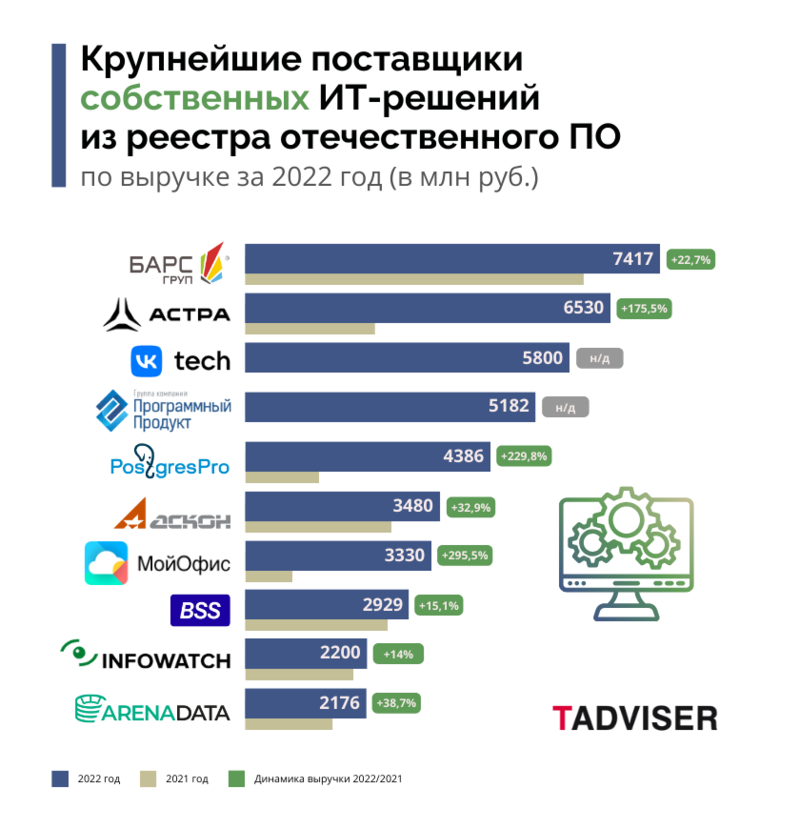 Крупнейшие поставщики
собственных ИТ-решений
из реестра отечественного ПО
по выручке за 2022 год (в млн руб.)
БАРС
ГРУП
7417
+22,7%
АСТРА
6530
+175,5%
VK tech
5800
н/д
Группа компаний
Программный
Продукт
5182
н/д
PostgresPro
4386
+229,8%
АСКОН
3480
+32,9%
МойОфис
3330
+295,5%
BSS
2929
+15,1%
INFOWATCH
2200
+14%
ARENADATA
2176
+38,7%
TADVISER
2022 год
2021 год
Динамика выручки 2022/2021